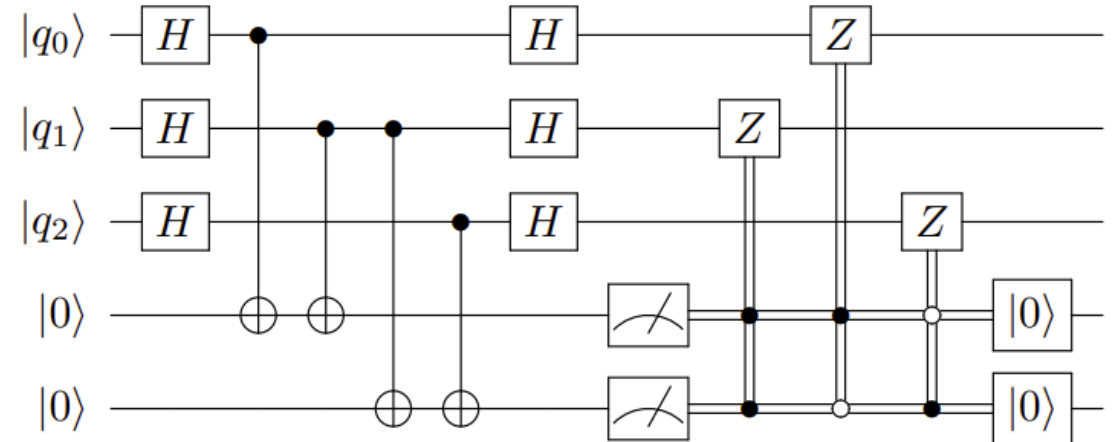 |q₀⟩ H H Z
|q₁⟩ H H Z
|q₂⟩ H H Z
|0⟩ |0⟩
|0⟩ |0⟩